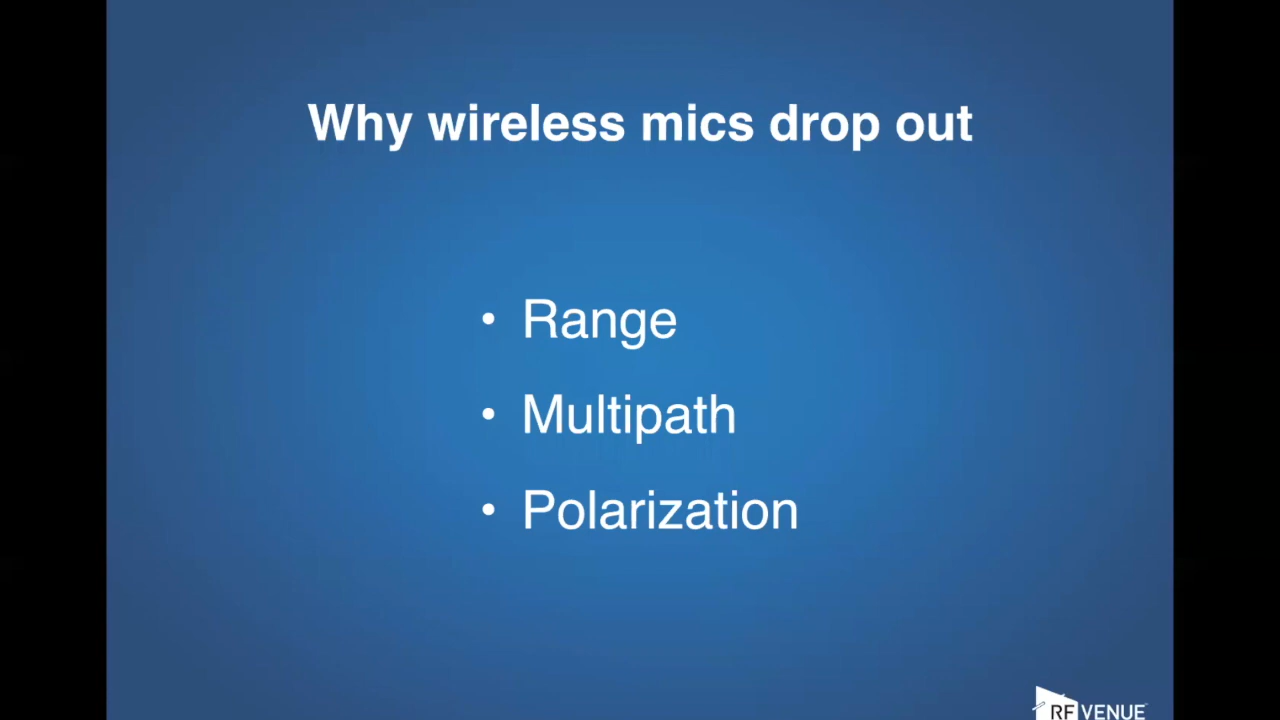 Why wireless mics drop out
• Range
• Multipath
• Polarization
RF VENUE